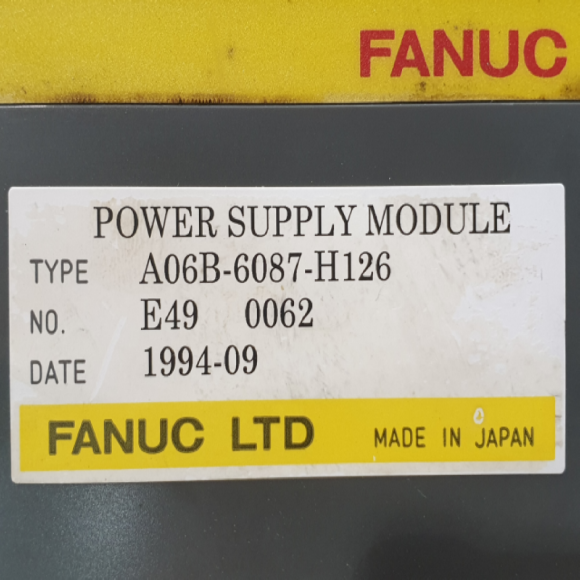 FANUC
POWER SUPPLY MODULE
TYPE A06B-6087-H126
NO. E49 0062
DATE 1994-09
FANUC LTD MADE IN JAPAN